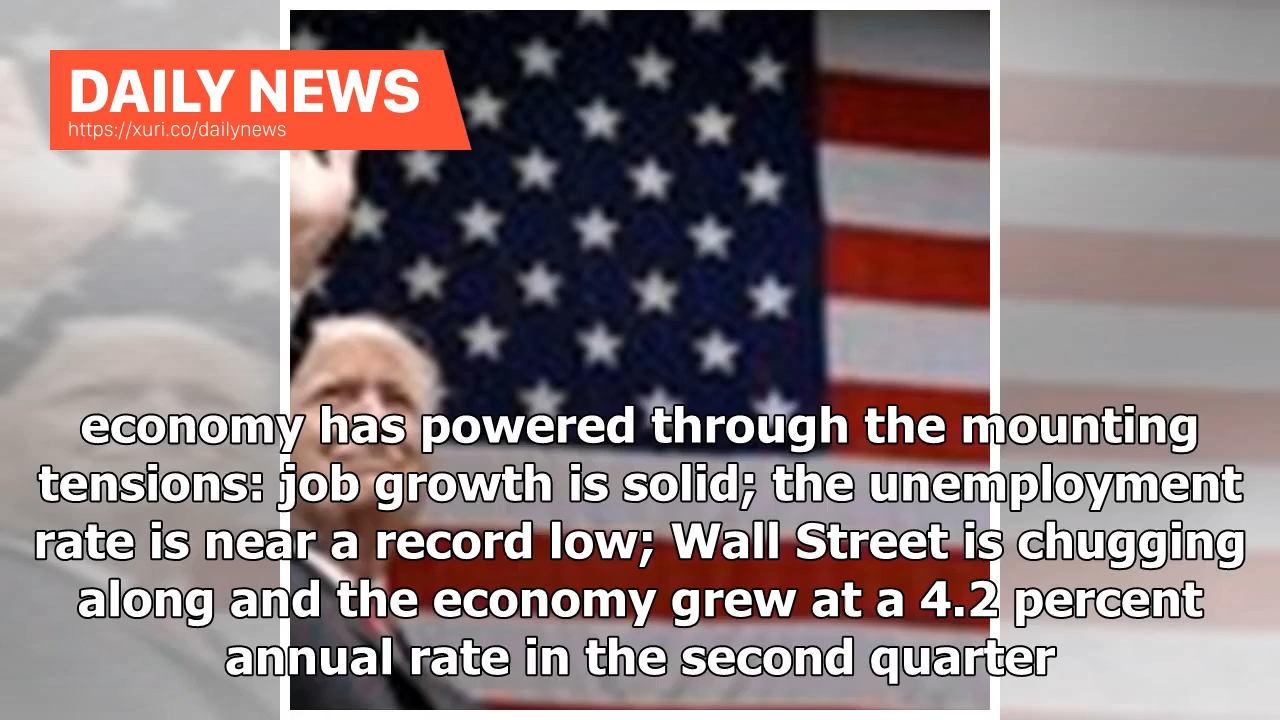 DAILY NEWS
https://xuri.co/dailynews
economy has powered through the mounting
tensions: job growth is solid; the unemployment
rate is near a record low; Wall Street is chugging
along and the economy grew at a 4.2 percent
annual rate in the second quarter